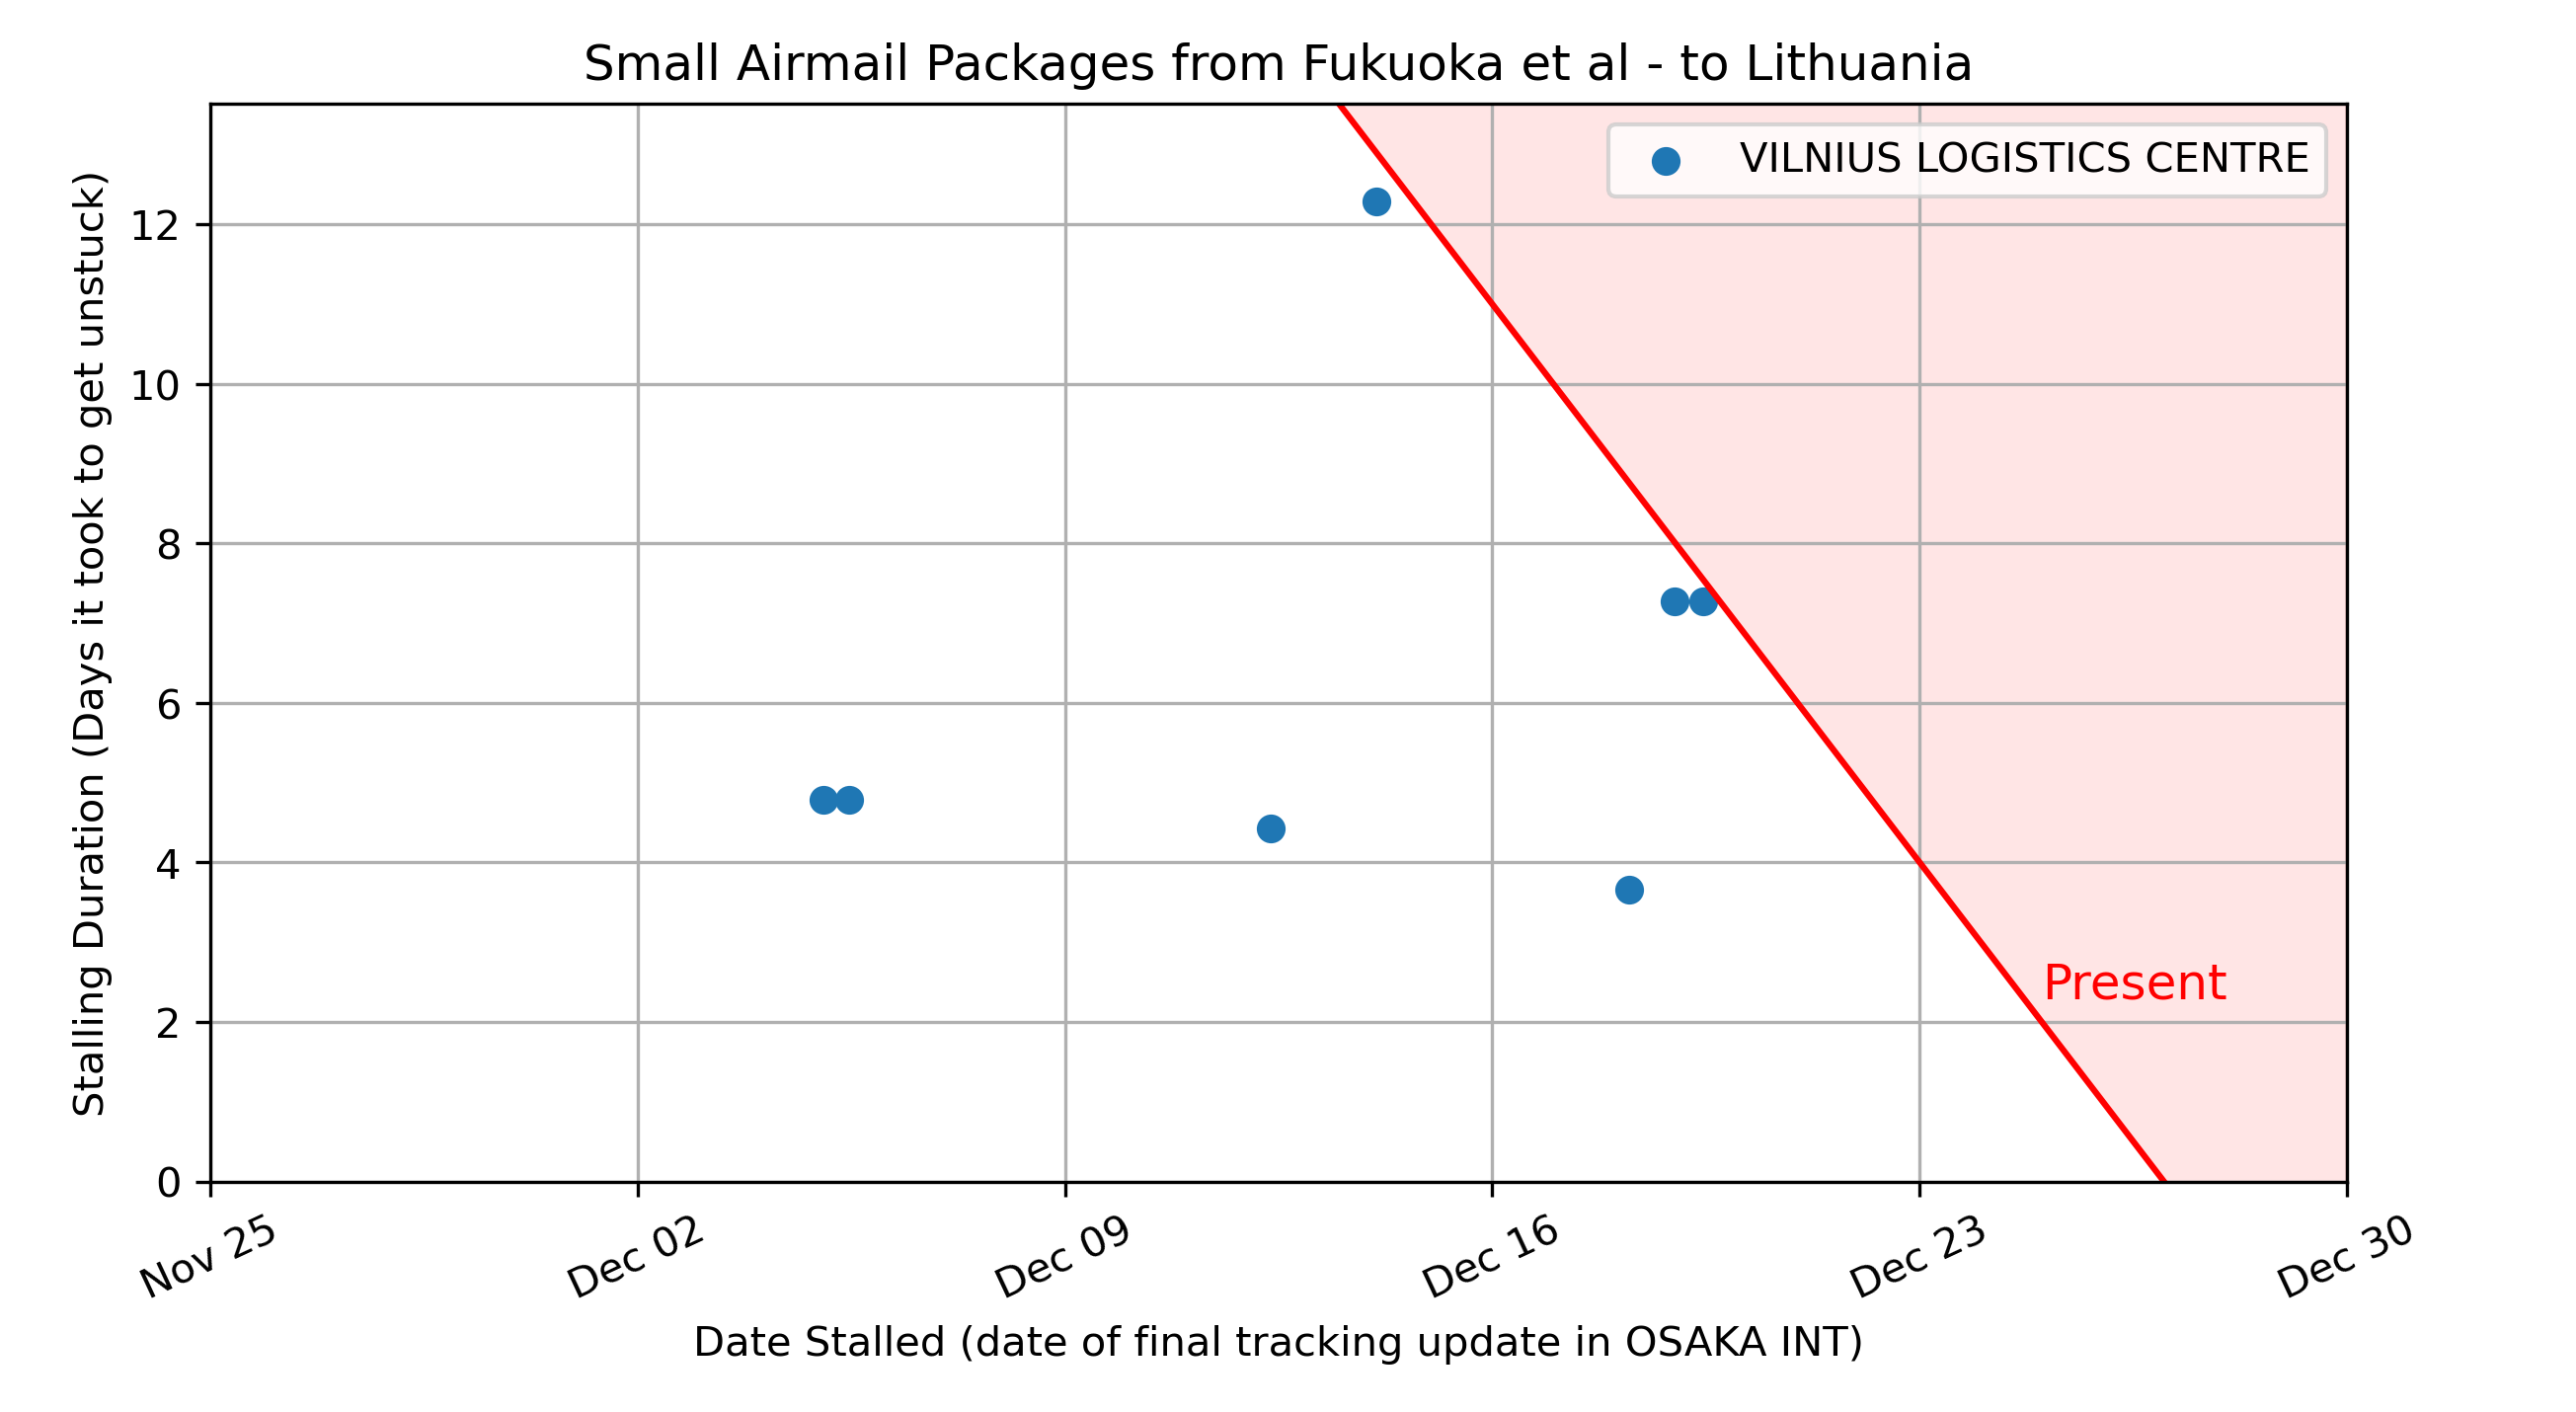 Small Airmail Packages from Fukuoka et al - to Lithuania
VILNIUS LOGISTICS CENTRE
Stalling Duration (Days it took to get unstuck)
12
10
8
6
4
2
0
Present
Nov 25
Dec 02
Dec 09
Dec 16
Dec 23
Dec 30
Date Stalled (date of final tracking update in OSAKA INT)